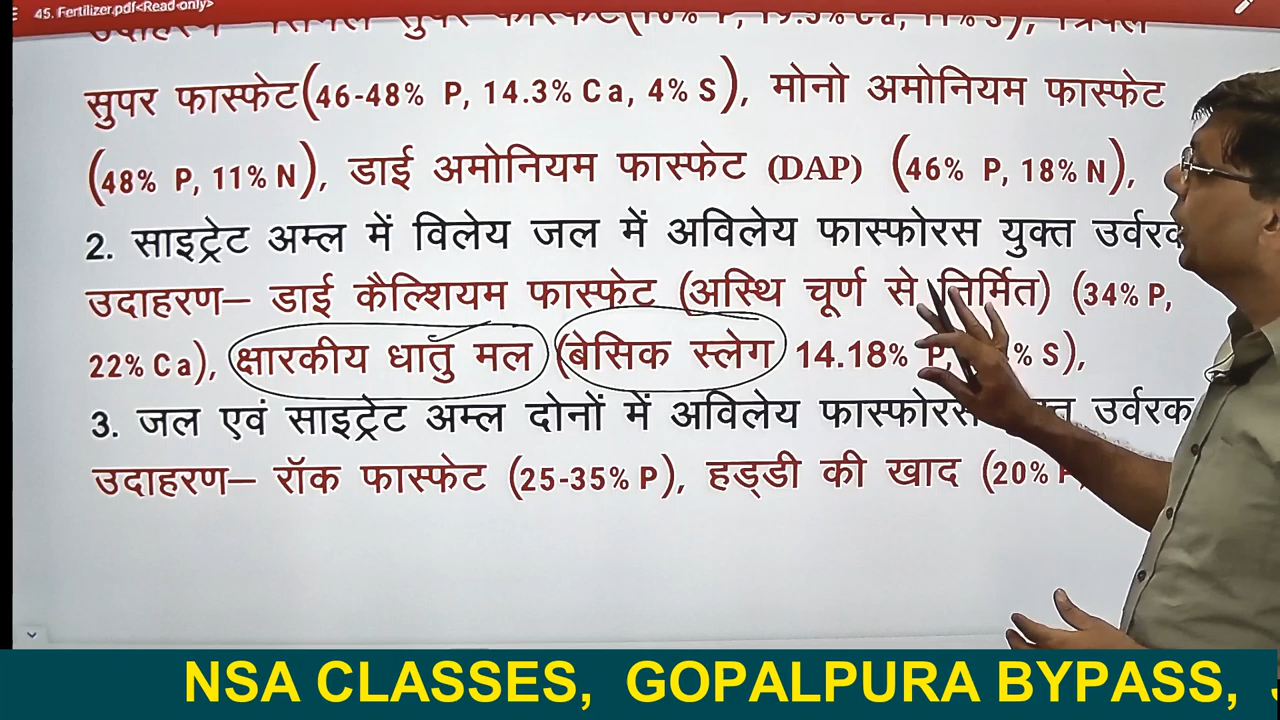 45. Fertilizer.pdf<Read-only>
सुपर फास्फेट(46-48% P, 14.3% Ca, 4% S), मोनो अमोनियम फास्फेट
(48% P, 11% N), डाई अमोनियम फास्फेट (DAP) (46% P, 18% N),
2. साइट्रेट अम्ल में विलेय जल में अविलेय फास्फोरस युक्त उर्वरक
उदाहरण– डाई कैल्शियम फास्फेट (अस्थि चूर्ण से निर्मित) (34% P,
22% Ca), क्षारकीय धातु मल (बेसिक स्लेग 14.18% P, % S),
3. जल एवं साइट्रेट अम्ल दोनों में अविलेय फास्फोरस उर्वरक
उदाहरण– रॉक फास्फेट (25-35% P), हड्डी की खाद (20%
NSA CLASSES, GOPALPURA BYPASS,